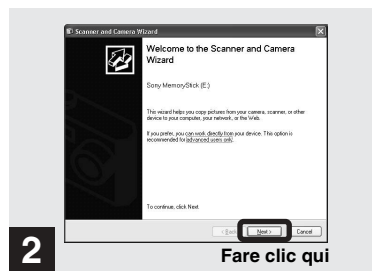 Scanner and Camera Wizard
Welcome to the Scanner and Camera
Wizard
Sony MemoryStick (E:)
This wizard helps you copy pictures from your camera, scanner, or other
device to your computer, your network, or the Web.
If you prefer, you can work directly from your device. This option is
recommended for advanced users only.
To continue, click Next.
< Back Next > Cancel
2
Fare clic qui